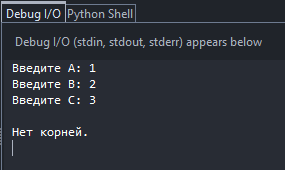 Debug I/O Python Shell
Debug I/O (stdin, stdout, stderr) appears below
Введите A: 1
Введите B: 2
Введите C: 3
Нет корней.